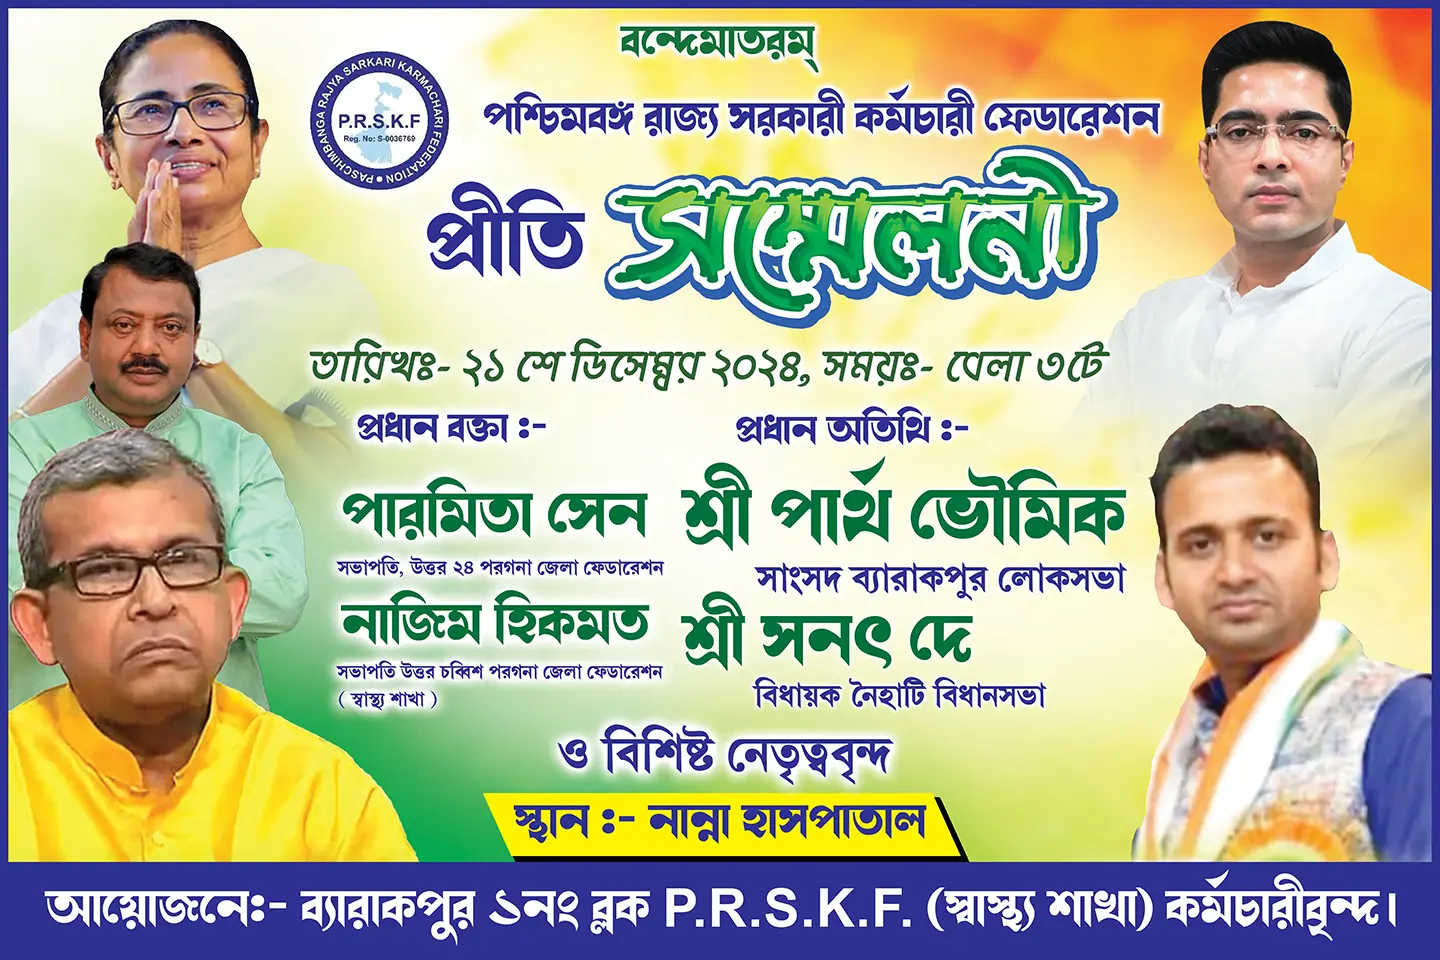 বন্দেমাতরম্
PASCHIMBANGA RAJYA SARKARI KARMACHARI FEDERATION
P.R.S.K.F
Reg. No: S-0036769
পশ্চিমবঙ্গ রাজ্য সরকারী কর্মচারী ফেডারেশন
প্রীতি সম্মেলনী
তারিখঃ- ২১ শে ডিসেম্বর ২০২৪, সময়ঃ- বেলা ৩টে
প্রধান বক্তা :-
পারমিতা সেন
সভাপতি, উত্তর ২৪ পরগনা জেলা ফেডারেশন
নাজিম হিকমত
সভাপতি উত্তর চব্বিশ পরগনা জেলা ফেডারেশন
( স্বাস্থ্য শাখা )
প্রধান অতিথি :-
শ্রী পার্থ ভৌমিক
সাংসদ ব্যারাকপুর লোকসভা
শ্রী সনৎ দে
বিধায়ক নৈহাটি বিধানসভা
ও বিশিষ্ট নেতৃত্ববৃন্দ
স্থান :- নান্না হাসপাতাল
আয়োজনে:- ব্যারাকপুর ১নং ব্লক P.R.S.K.F. (স্বাস্থ্য শাখা) কর্মচারীবৃন্দ।